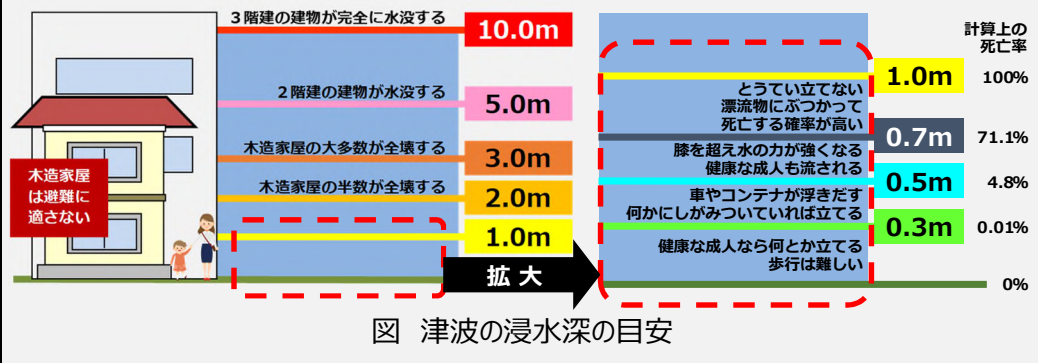 3階建の建物が完全に水没する
10.0m
2階建の建物が水没する
5.0m
木造家屋の大多数が全壊する
3.0m
木造家屋の半数が全壊する
2.0m
1.0m
木造家屋
は避難に
適さない
拡大
計算上の
死亡率
1.0m
100%
とうてい立てない
漂流物にぶつかって
死亡する確率が高い
0.7m
71.1%
膝を超え水の力が強くなる
健康な成人も流される
0.5m
4.8%
車やコンテナが浮きだす
何かにしがみついていれば立てる
0.3m
0.01%
健康な成人なら何とか立てる
歩行は難しい
0%
図 津波の浸水深の目安